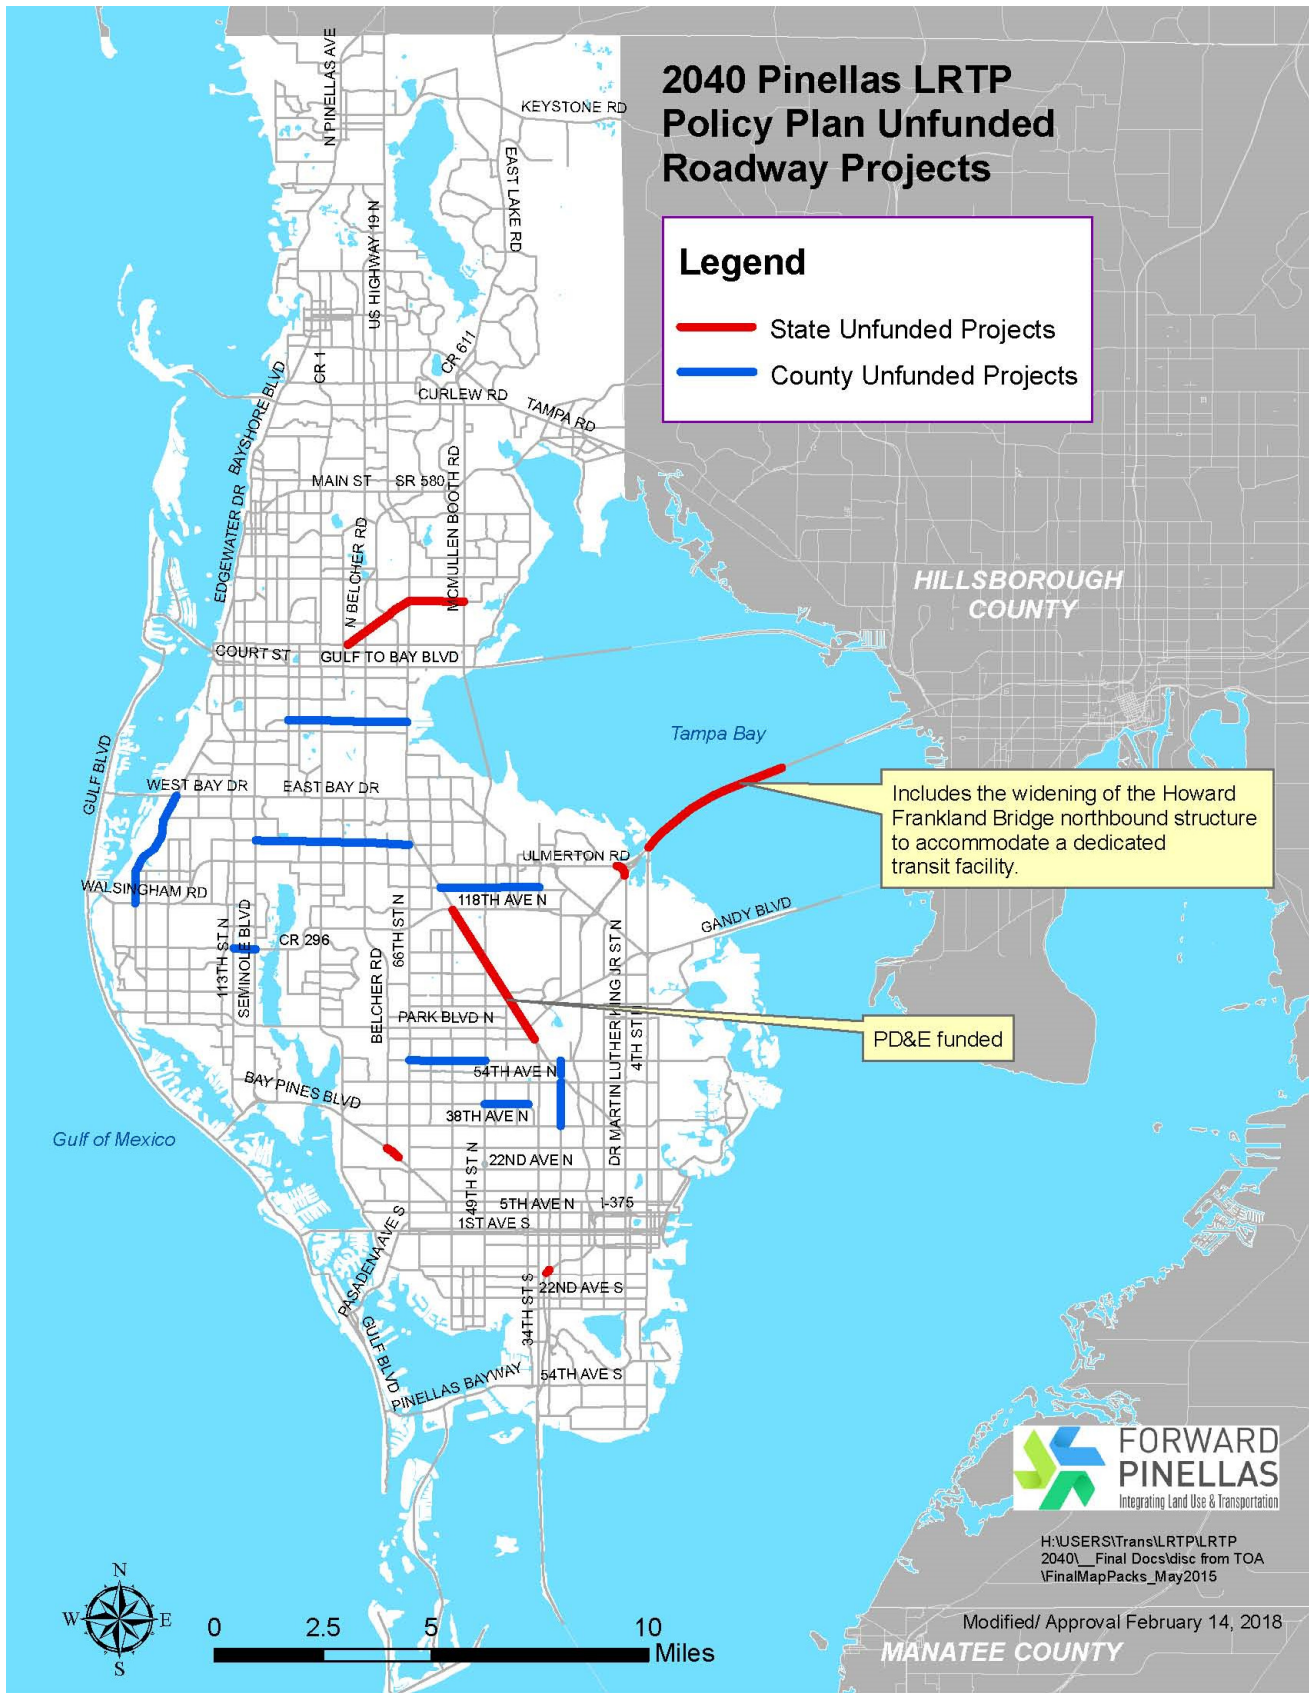 2040 Pinellas LRTP
Policy Plan Unfunded
Roadway Projects
Legend
State Unfunded Projects
County Unfunded Projects
N PINELLAS AVE
KEYSTONE RD
EAST LAKE RD
US HIGHWAY 19 N
CR 1
CR 611
CURLEW RD
TAMPA RD
BAYSHORE BLVD
EDGEWATER DR
MAIN ST
SR 580
MCMULLEN BOOTH RD
N BELCHER RD
HILLSBOROUGH
COUNTY
COURT ST
GULF TO BAY BLVD
Tampa Bay
GULF BLVD
WEST BAY DR
EAST BAY DR
Includes the widening of the Howard
Frankland Bridge northbound structure
to accommodate a dedicated
transit facility.
ULMERTON RD
WALSINGHAM RD
118TH AVE N
GANDY BLVD
66TH ST N
113TH ST N
SEMINOLE BLVD
CR 296
BELCHER RD
DR MARTIN LUTHER KING JR ST N
4TH ST N
PARK BLVD N
PD&E funded
54TH AVE N
BAY PINES BLVD
38TH AVE N
Gulf of Mexico
22ND AVE N
49TH ST N
5TH AVE N
I-375
1ST AVE S
PASADENA AVE S
34TH ST S
22ND AVE S
GULF BLVD
54TH AVE S
PINELLAS BAYWAY
FORWARD
PINELLAS
Integrating Land Use & Transportation
H:\USERS\Trans\LRTP\LRTP
2040\__Final Docs\disc from TOA
\FinalMapPacks_May2015
N
W
E
S
0 2.5 5 10
Miles
Modified/ Approval February 14, 2018
MANATEE COUNTY